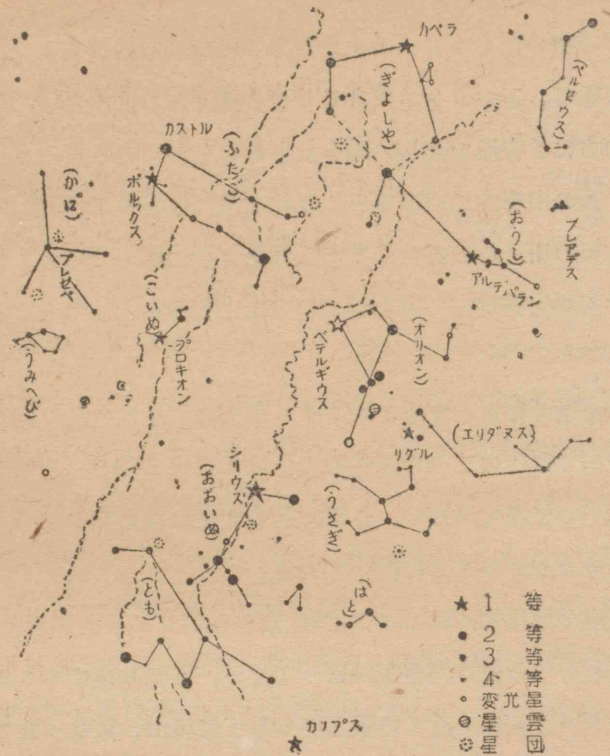 カペラ
(ペルセウス)
(ぎょしゃ)
カストル
(ふたご)
ポルックス
(かに)
プレセペ
(おうし)
プレアデス
アルデバラン
(こいぬ)
プロキオン
(うみへび)
ベテルギウス
(オリオン)
(エリダヌス)
リゲル
シリウス
(おおいぬ)
(うさぎ)
(とも)
(はと)
カノプス
★ 1 等
● 2 等
• 3 等
· 4 等
変光星
星雲
星団